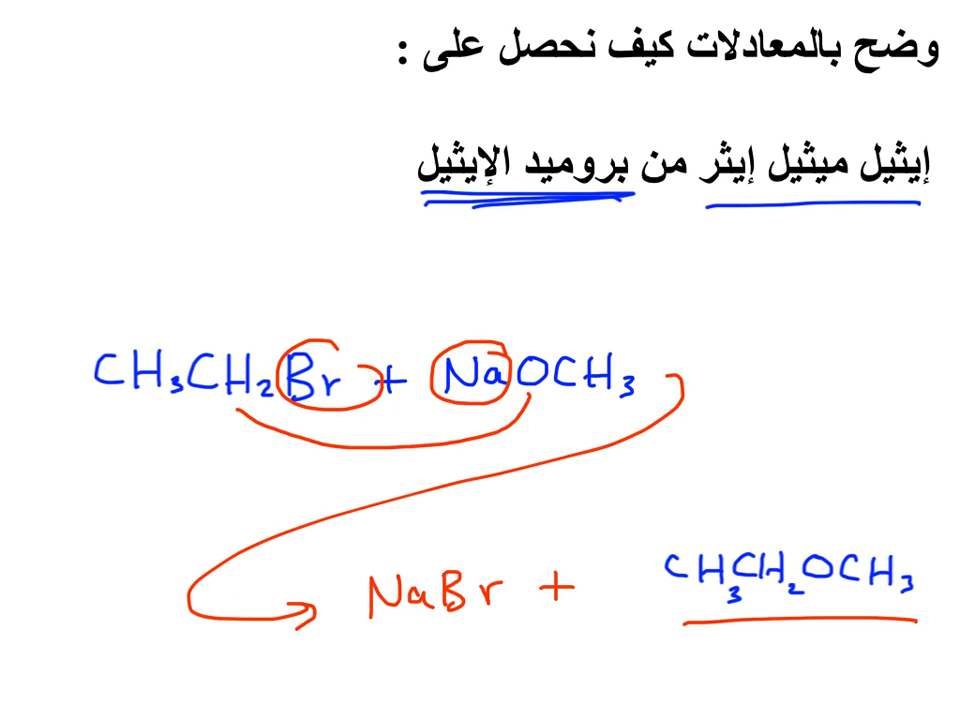 وضح بالمعادلات كيف نحصل على :
إيثيل ميثيل إيثر من بروميد الإيثيل
CH₃CH₂Br + NaOCH₃
NaBr + CH₃CH₂OCH₃